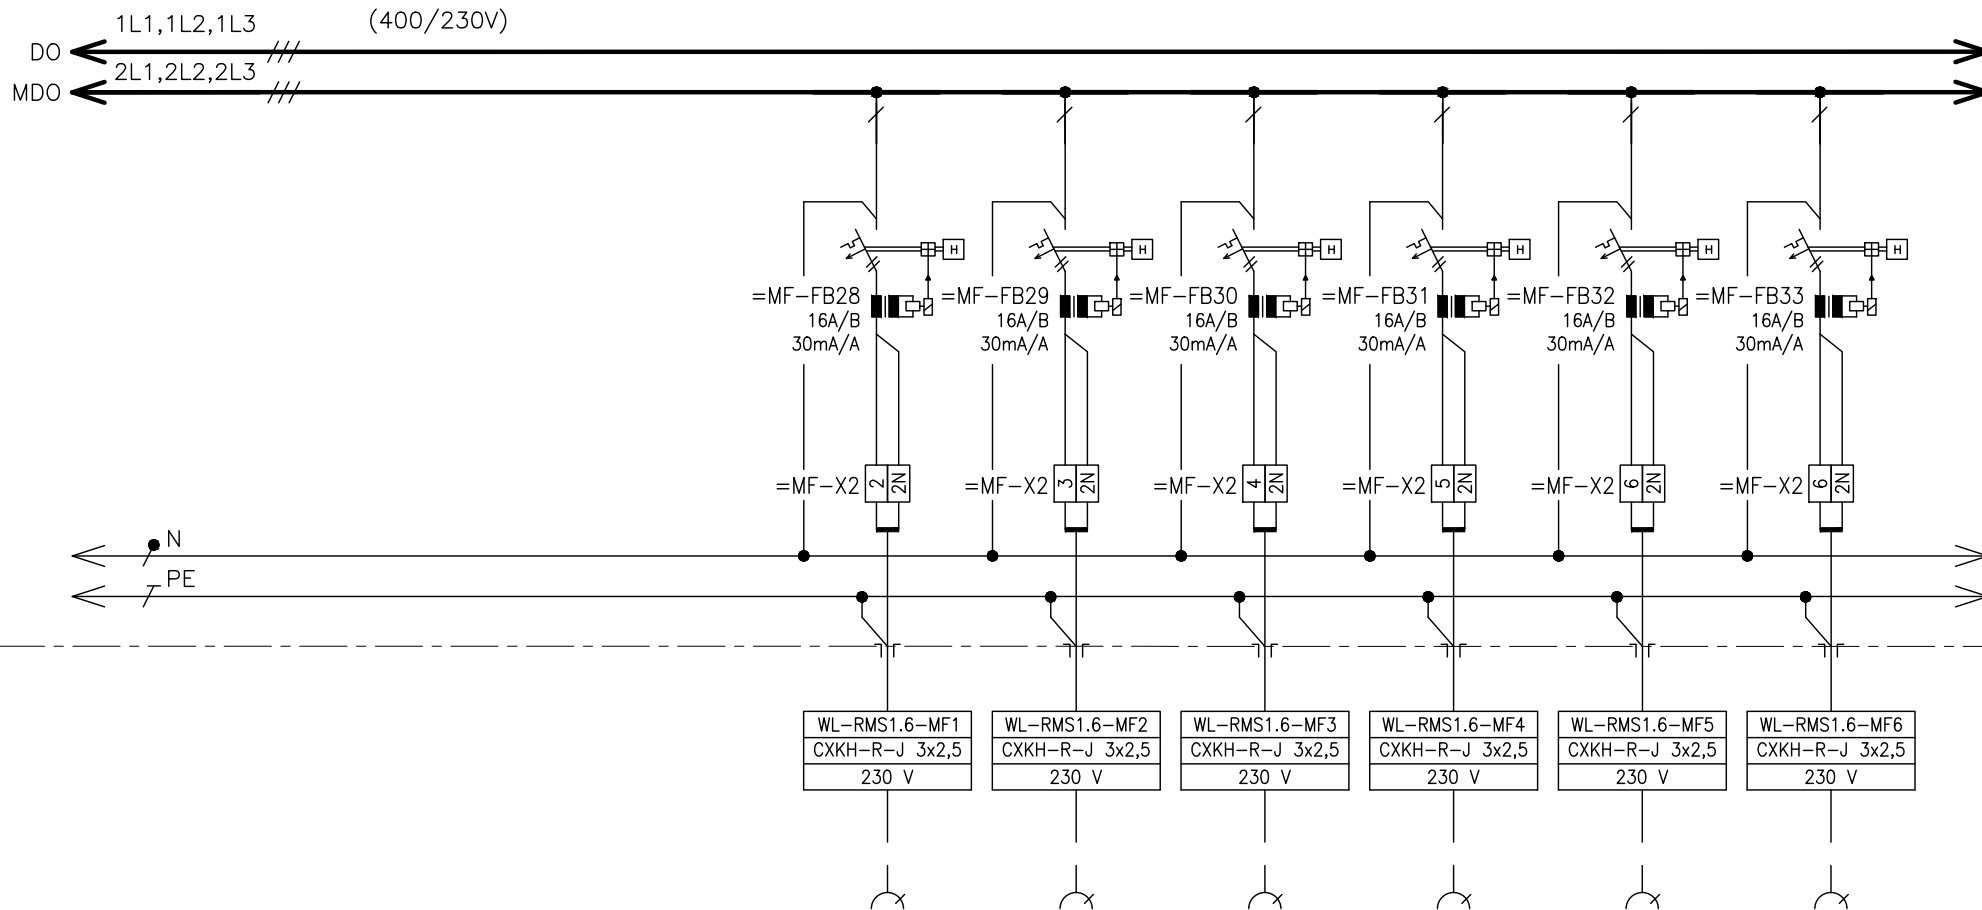 1L1,1L2,1L3 (400/230V)
DO
2L1,2L2,2L3
MDO
H H H H H H
=MF-FB28 =MF-FB29 =MF-FB30 =MF-FB31 =MF-FB32 =MF-FB33
16A/B 16A/B 16A/B 16A/B 16A/B 16A/B
30mA/A 30mA/A 30mA/A 30mA/A 30mA/A 30mA/A
=MF-X2 2 2N =MF-X2 3 2N =MF-X2 4 2N =MF-X2 5 2N =MF-X2 6 2N =MF-X2 6 2N
N
PE
WL-RMS1.6-MF1 WL-RMS1.6-MF2 WL-RMS1.6-MF3 WL-RMS1.6-MF4 WL-RMS1.6-MF5 WL-RMS1.6-MF6
CXKH-R-J 3x2,5 CXKH-R-J 3x2,5 CXKH-R-J 3x2,5 CXKH-R-J 3x2,5 CXKH-R-J 3x2,5 CXKH-R-J 3x2,5
230 V 230 V 230 V 230 V 230 V 230 V